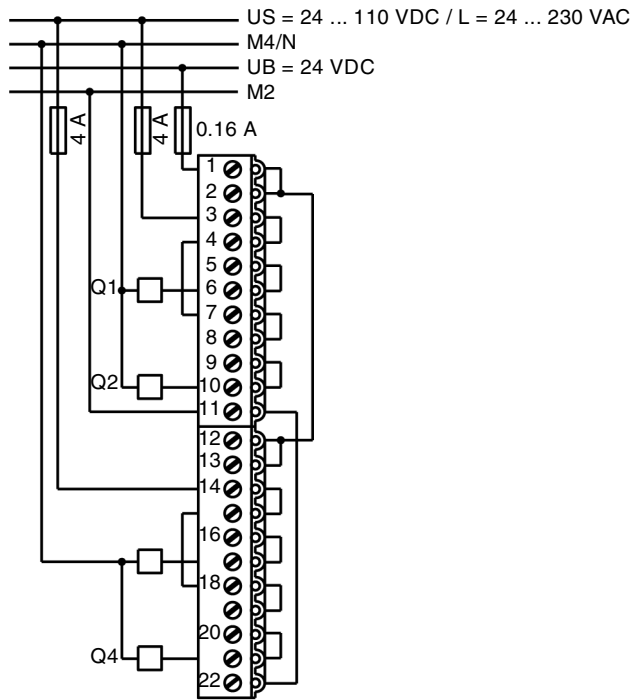 US = 24 ... 110 VDC / L = 24 ... 230 VAC
M4/N
UB = 24 VDC
M2
4 A
4 A
0.16 A
1
2
3
4
5
Q1
6
7
8
9
Q2
10
11
12
13
14
16
18
20
Q4
22